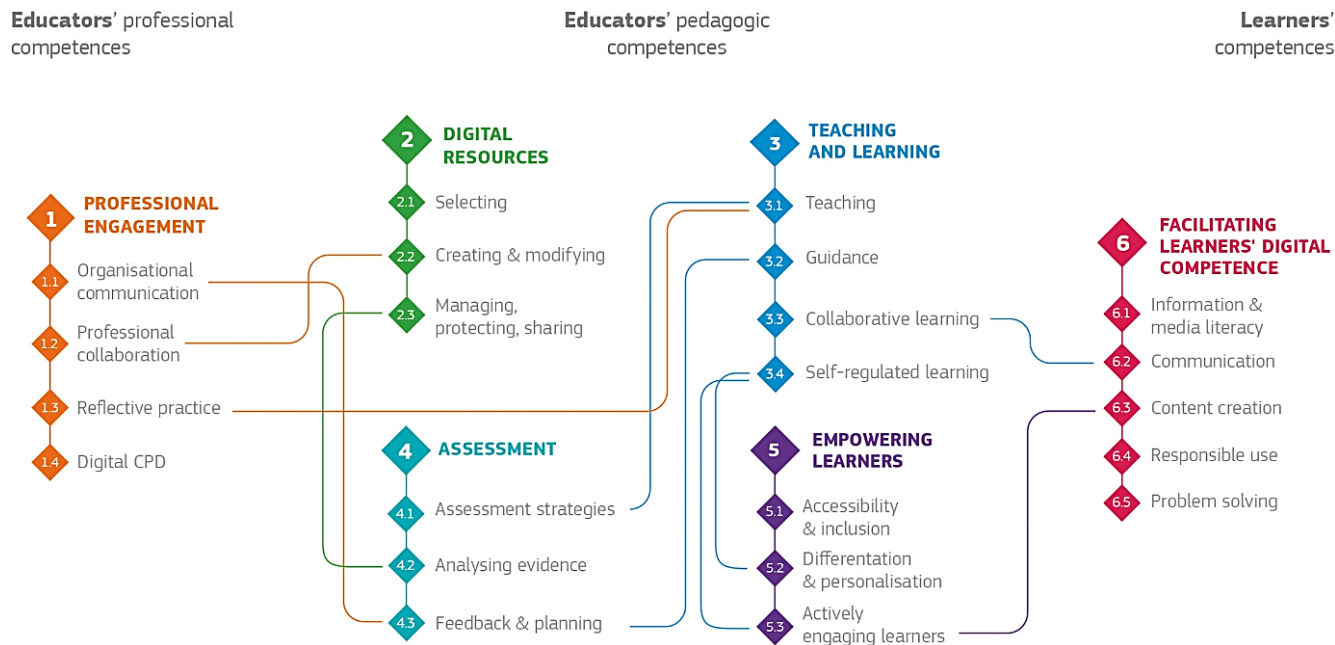 Educators' professional
competences
Educators' pedagogic
competences
Learners'
competences
1
PROFESSIONAL
ENGAGEMENT
1.1
Organisational
communication
1.2
Professional
collaboration
1.3
Reflective practice
1.4
Digital CPD
2
DIGITAL
RESOURCES
2.1
Selecting
2.2
Creating & modifying
2.3
Managing,
protecting, sharing
3
TEACHING
AND LEARNING
3.1
Teaching
3.2
Guidance
3.3
Collaborative learning
3.4
Self-regulated learning
4
ASSESSMENT
4.1
Assessment strategies
4.2
Analysing evidence
4.3
Feedback & planning
5
EMPOWERING
LEARNERS
5.1
Accessibility
& inclusion
5.2
Differentation
& personalisation
5.3
Actively
engaging learners
6
FACILITATING
LEARNERS' DIGITAL
COMPETENCE
6.1
Information &
media literacy
6.2
Communication
6.3
Content creation
6.4
Responsible use
6.5
Problem solving